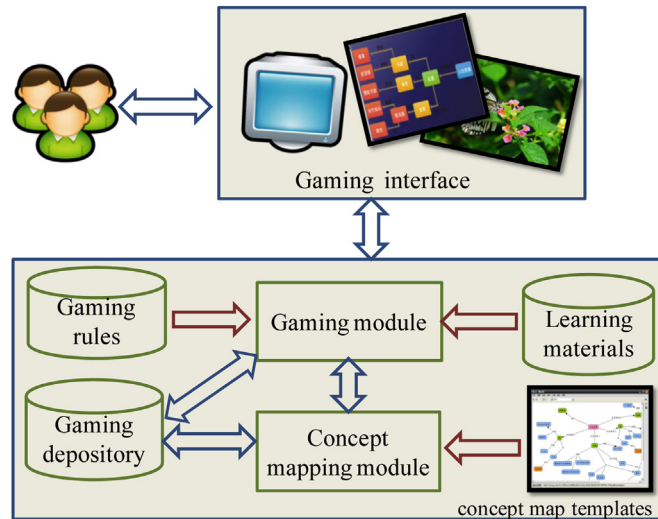 Gaming interface
Gaming
rules
Gaming module
Learning
materials
Gaming
depository
Concept
mapping module
concept map templates